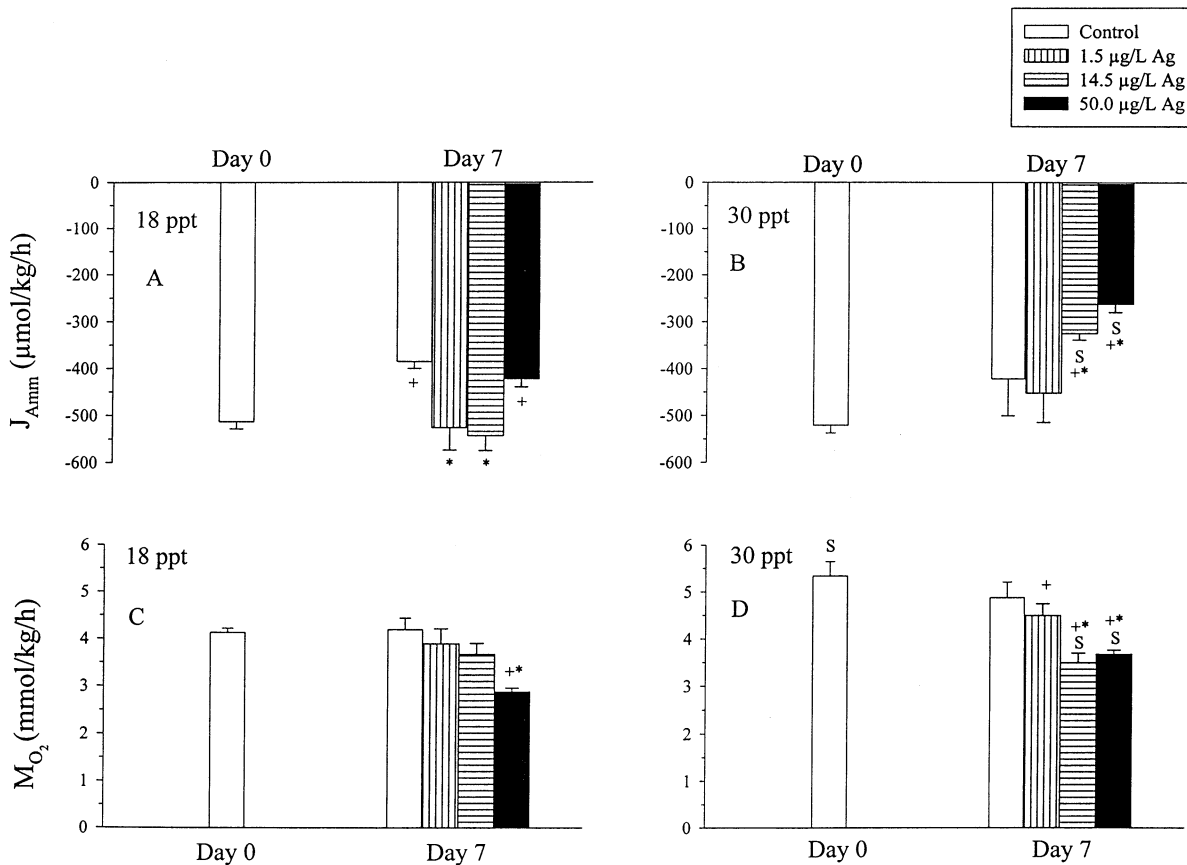 Control
1.5 µg/L Ag
14.5 µg/L Ag
50.0 µg/L Ag
Day 0 Day 7
J_Amm (µmol/kg/h)
0
-100
-200
-300
-400
-500
-600
18 ppt
A
+
*
*
+
Day 0 Day 7
0
-100
-200
-300
-400
-500
-600
30 ppt
B
S
+*
S
+*
M_O2 (mmol/kg/h)
6
5
4
3
2
1
0
18 ppt
C
+*
Day 0 Day 7
6
5
4
3
2
1
0
30 ppt
D
S
+
+*
S
+*
S
Day 0 Day 7